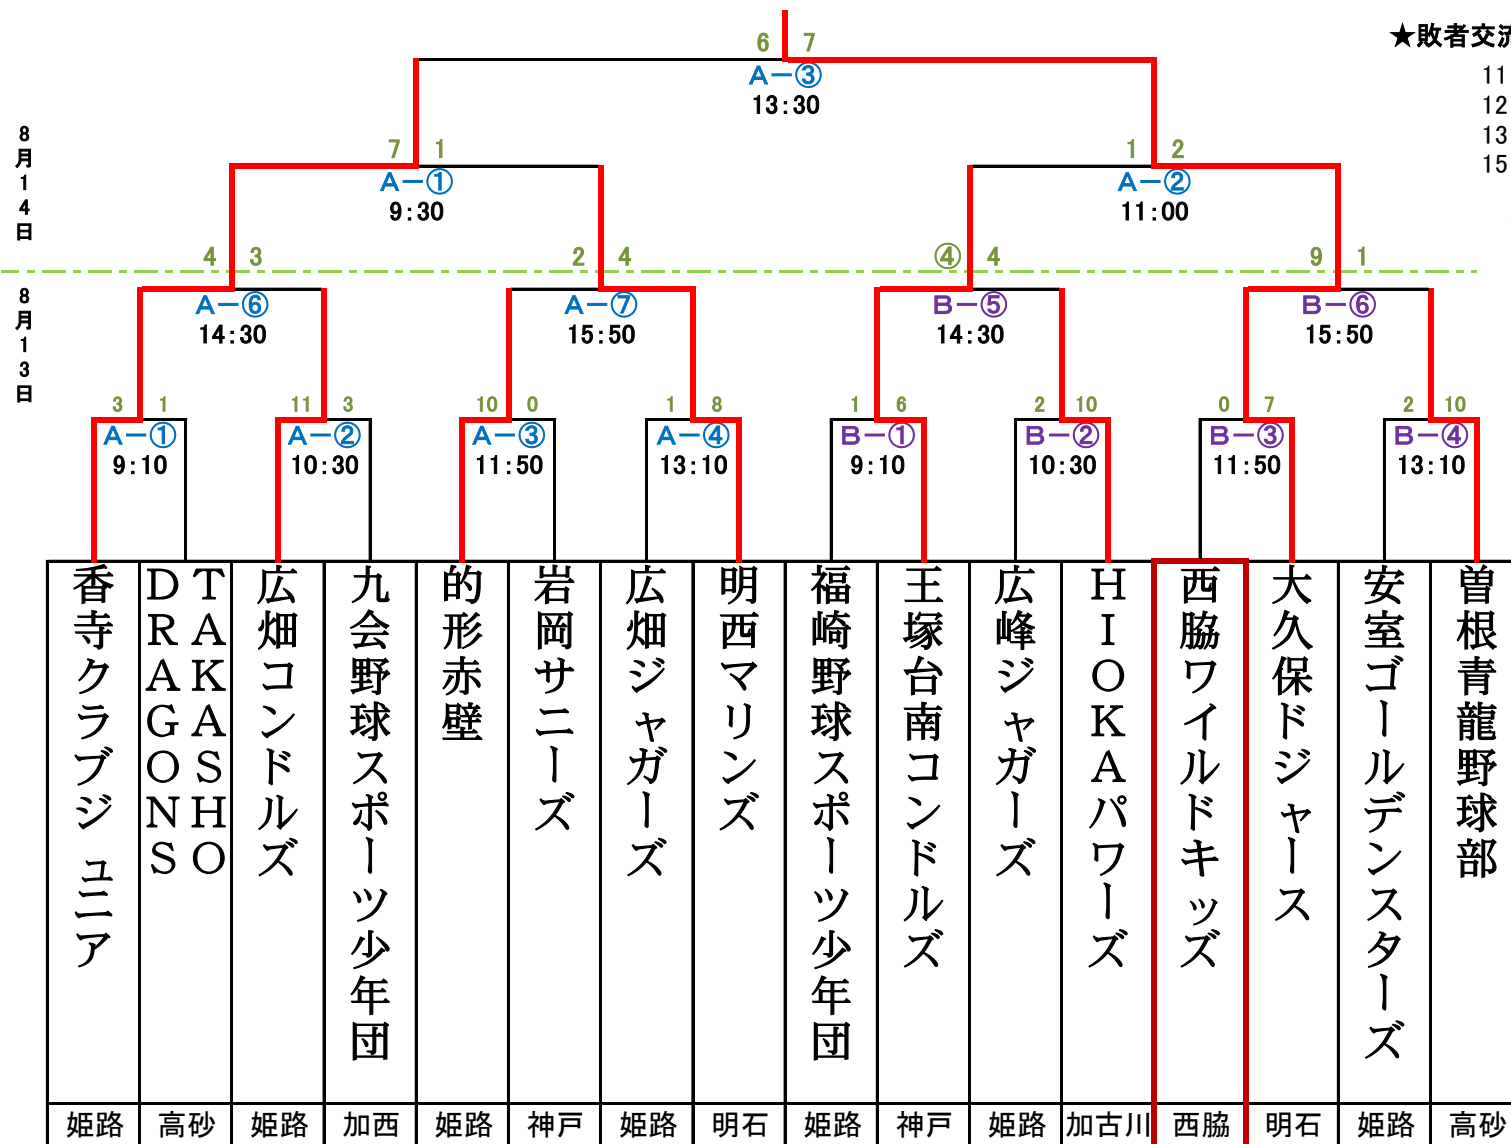 6 7
★敗者交流
A－③
13:30
11
12
13
15
8月14日
7 1
A－①
9:30
1 2
A－②
11:00
4 3
2 4
④ 4
9 1
8月13日
A－⑥
14:30
A－⑦
15:50
B－⑤
14:30
B－⑥
15:50
3 1
11 3
10 0
1 8
1 6
2 10
0 7
2 10
A－①
9:10
A－②
10:30
A－③
11:50
A－④
13:10
B－①
9:10
B－②
10:30
B－③
11:50
B－④
13:10
香寺クラブジュニア
TAKASHO
DRAGONS
広畑コンドルズ
九会野球スポーツ少年団
的形赤壁
岩岡サニーズ
広畑ジャガーズ
明西マリンズ
福崎野球スポーツ少年団
王塚台南コンドルズ
広峰ジャガーズ
HIOKAパワーズ
西脇ワイルドキッズ
大久保ドジャース
安室ゴールデンスターズ
曽根青龍野球部
姫路 高砂 姫路 加西 姫路 神戸 姫路 明石 姫路 神戸 姫路 加古川 西脇 明石 姫路 高砂